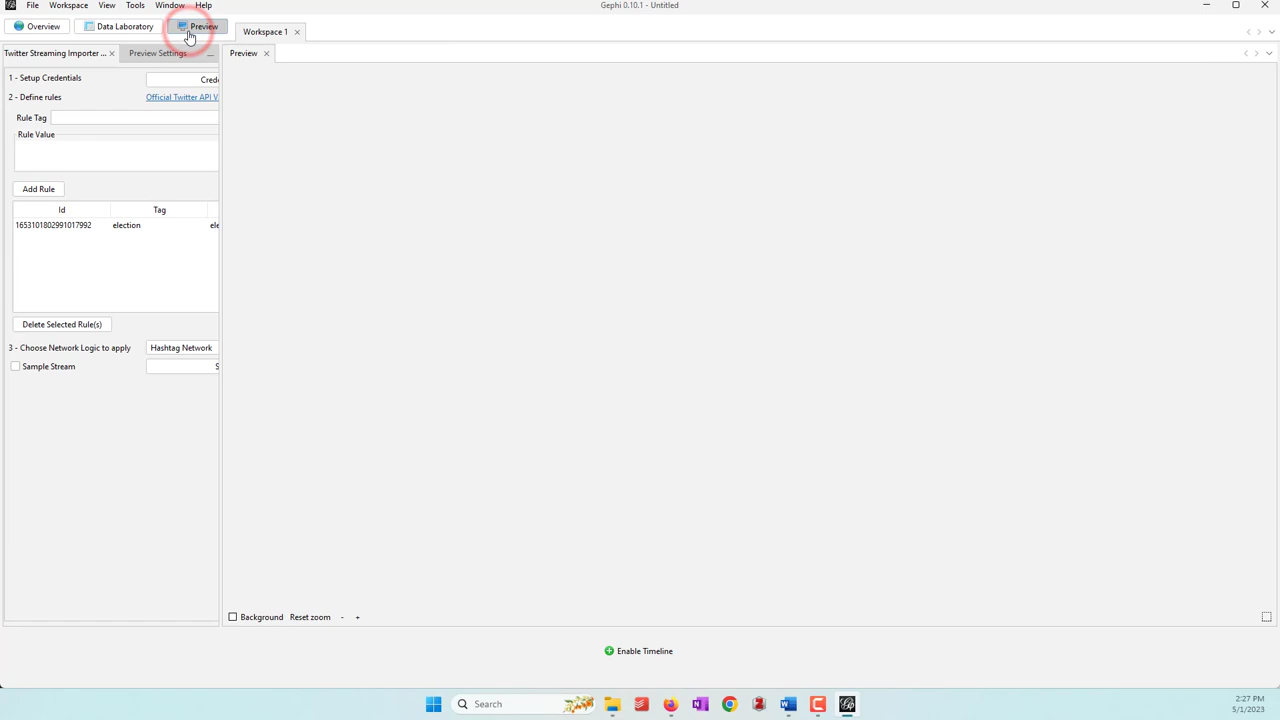 File Workspace View Tools Window Help
Gephi 0.10.1 - Untitled
Overview Data Laboratory Preview
Workspace 1
Twitter Streaming Importer ... Preview Settings
Preview
1 - Setup Credentials
2 - Define rules Official Twitter API
Rule Tag
Rule Value
Add Rule
Id Tag
1653101802991017992 election
Delete Selected Rule(s)
3 - Choose Network Logic to apply Hashtag Network
Sample Stream
Background Reset zoom - +
Enable Timeline
Search
2:27 PM
5/1/2023